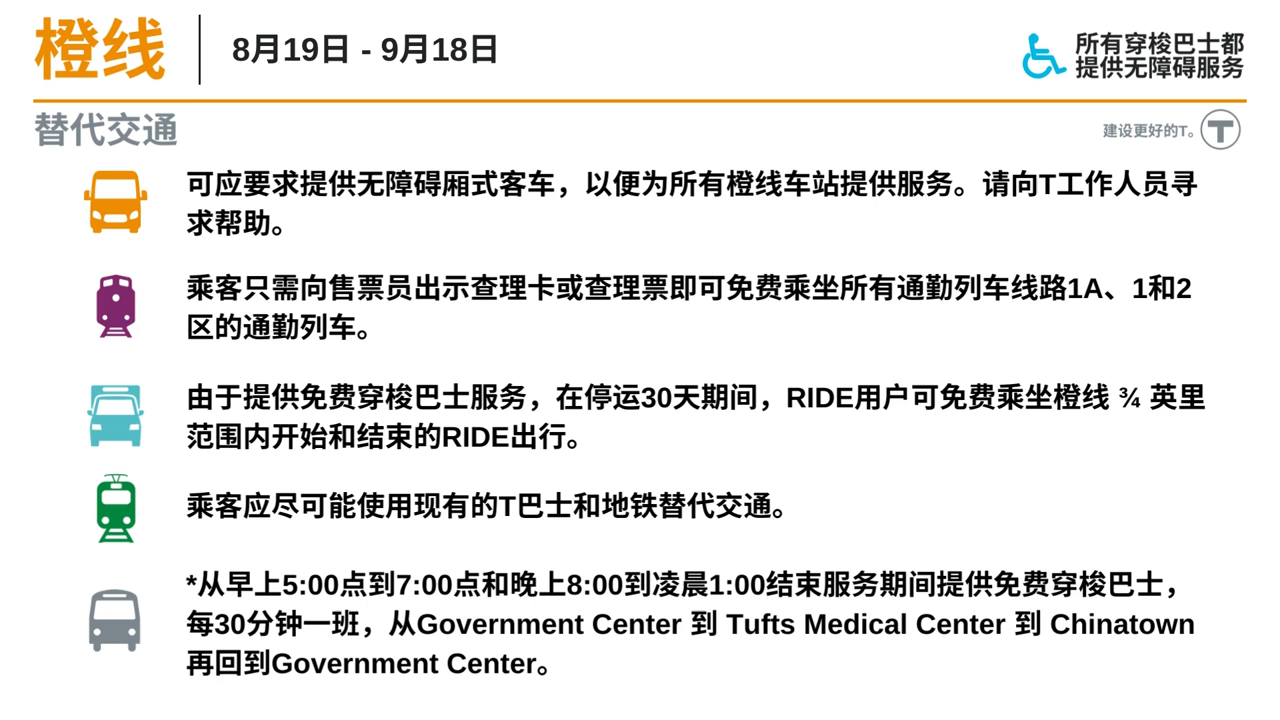 橙线
8月19日 - 9月18日
所有穿梭巴士都
提供无障碍服务
替代交通
建设更好的T。
T
可应要求提供无障碍厢式客车，以便为所有橙线车站提供服务。请向T工作人员寻
求帮助。
乘客只需向售票员出示查理卡或查理票即可免费乘坐所有通勤列车线路1A、1和2
区的通勤列车。
由于提供免费穿梭巴士服务，在停运30天期间，RIDE用户可免费乘坐橙线 ¾ 英里
范围内开始和结束的RIDE出行。
乘客应尽可能使用现有的T巴士和地铁替代交通。
*从早上5:00点到7:00点和晚上8:00到凌晨1:00结束服务期间提供免费穿梭巴士，
每30分钟一班，从Government Center 到 Tufts Medical Center 到 Chinatown
再回到Government Center。